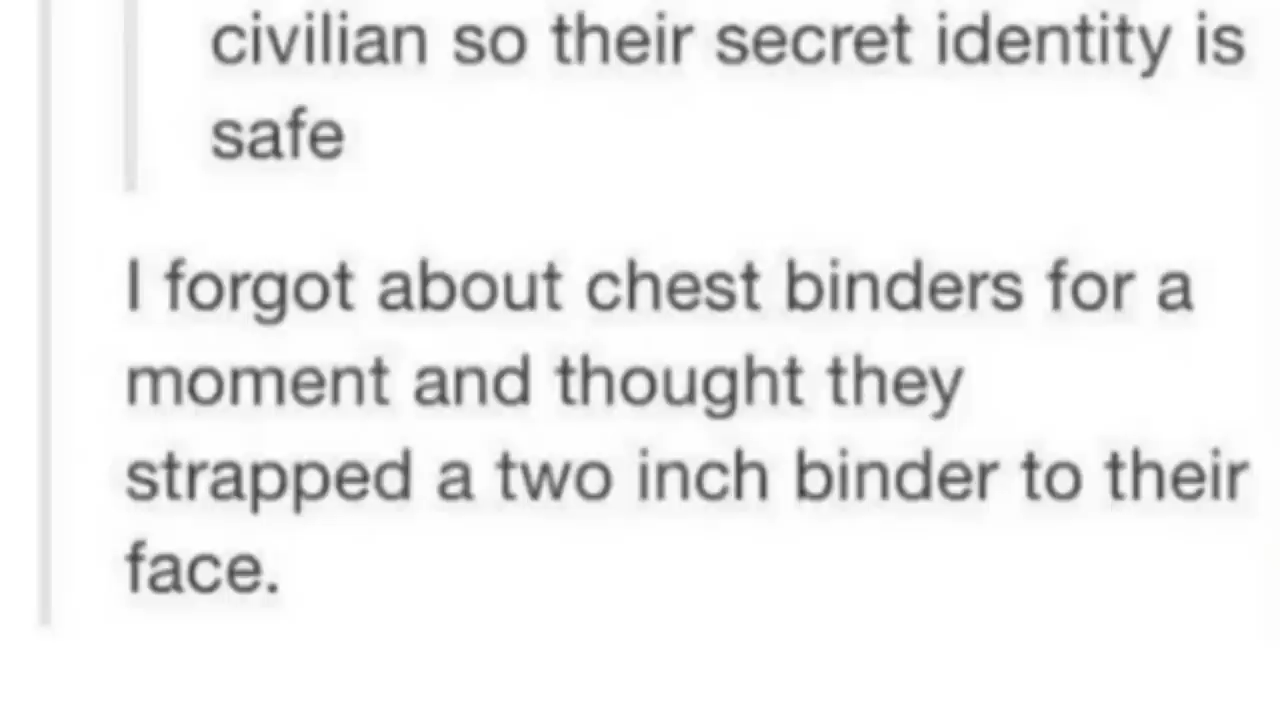 civilian so their secret identity is
safe
I forgot about chest binders for a
moment and thought they
strapped a two inch binder to their
face.